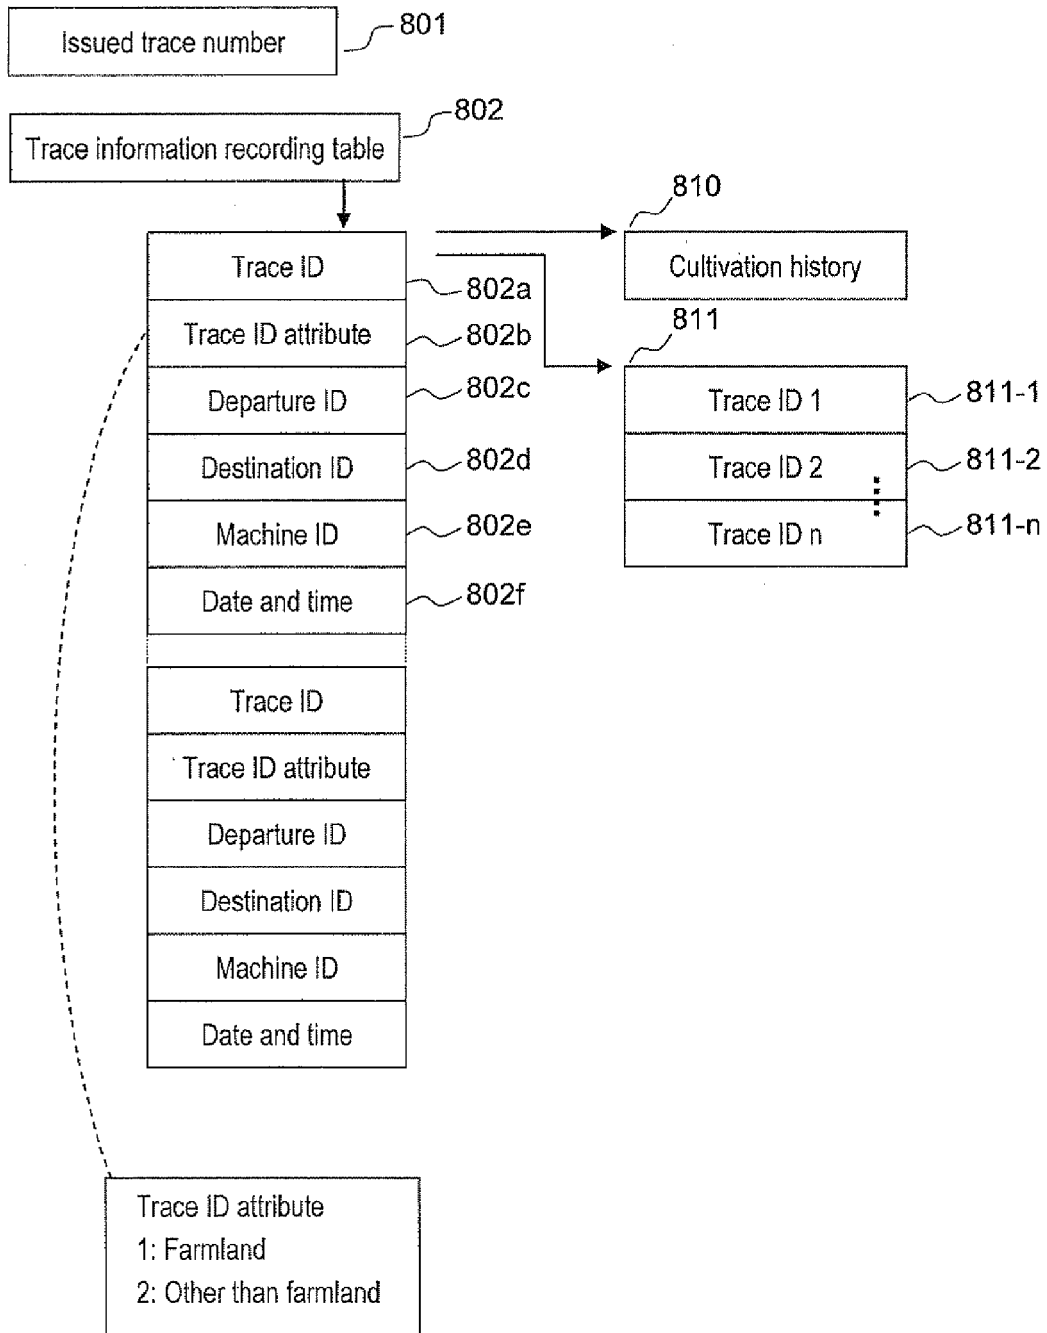 Issued trace number
801
Trace information recording table
802
Trace ID
802a
Trace ID attribute
802b
Departure ID
802c
Destination ID
802d
Machine ID
802e
Date and time
802f
810
Cultivation history
811
Trace ID 1
811-1
Trace ID 2
811-2
Trace ID n
811-n
Trace ID
Trace ID attribute
Departure ID
Destination ID
Machine ID
Date and time
Trace ID attribute
1: Farmland
2: Other than farmland